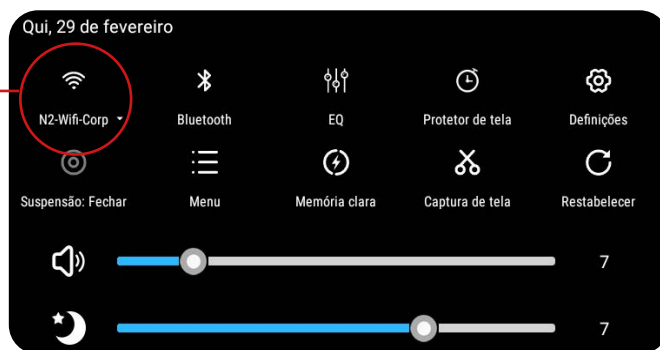 Qui, 29 de fevereiro
N2-Wifi-Corp Bluetooth EQ Protetor de tela Definições
Suspensão: Fechar Menu Memória clara Captura de tela Restabelecer
7
7